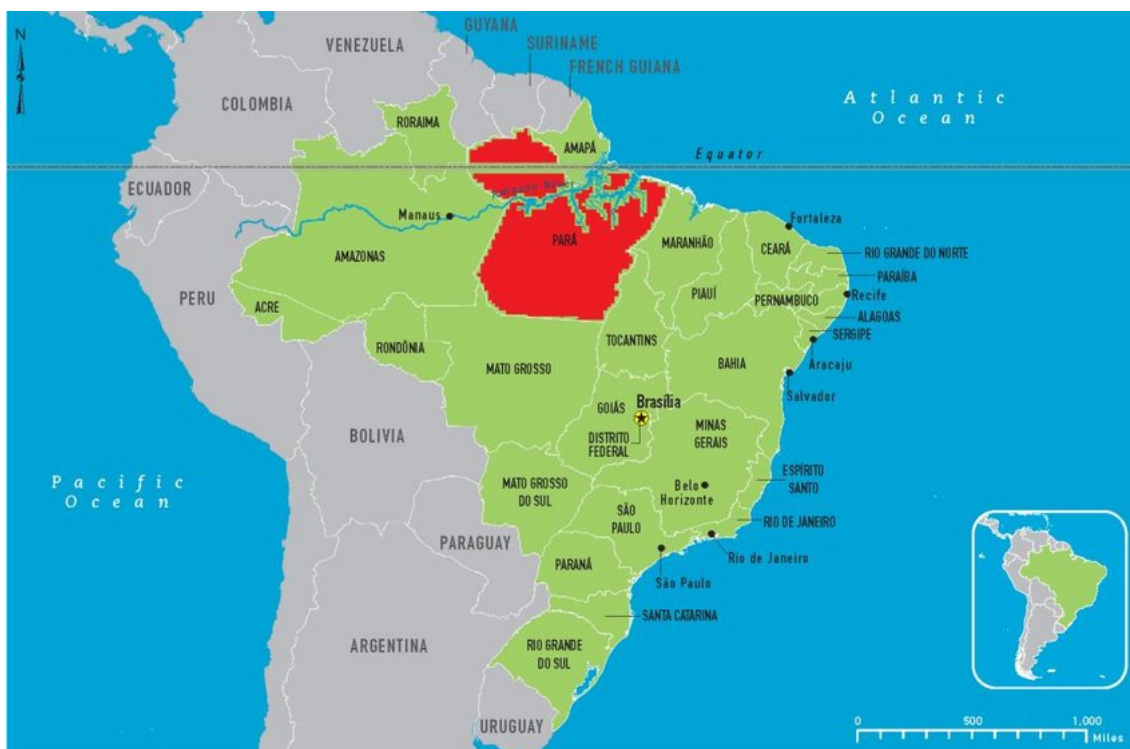 N
GUYANA
VENEZUELA
SURINAME
FRENCH GUIANA
COLOMBIA
Atlantic
Ocean
RORAIMA
AMAPÁ
Equator
ECUADOR
Amazon River
Manaus
Fortaleza
PARÁ
MARANHÃO
CEARÁ
RIO GRANDE DO NORTE
AMAZONAS
PARAÍBA
PERU
PIAUÍ
PERNAMBUCO
Recife
ACRE
ALAGOAS
SERGIPE
RONDÔNIA
TOCANTINS
MATO GROSSO
BAHIA
Aracaju
Salvador
GOIÁS
Brasília
BOLIVIA
MINAS
GERAIS
DISTRITO
FEDERAL
Pacific
Ocean
MATO GROSSO
DO SUL
Belo
Horizonte
ESPÍRITO
SANTO
SÃO
PAULO
RIO DE JANEIRO
PARAGUAY
Rio de Janeiro
PARANÁ
São Paulo
SANTA CATARINA
ARGENTINA
RIO GRANDE
DO SUL
URUGUAY
0 500 1.000
Miles